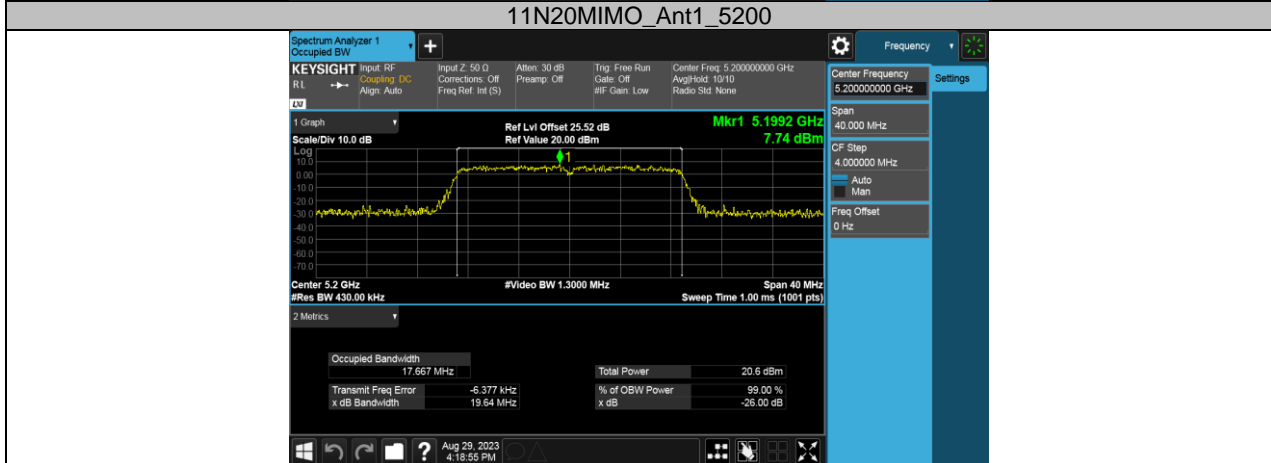 11N20MIMO_Ant1_5200
Spectrum Analyzer 1
Occupied BW
+
Frequency
KEYSIGHT
RL
LXI
Input: RF
Coupling: DC
Align: Auto
Input Z: 50 Ω
Corrections: Off
Freq Ref: Int (S)
Atten: 30 dB
Preamp: Off
Trig: Free Run
Gate: Off
#IF Gain: Low
Center Freq: 5.200000000 GHz
Avg|Hold: 10/10
Radio Std: None
Center Frequency
5.200000000 GHz
Settings
Span
40.000 MHz
CF Step
4.000000 MHz
Auto
Man
Freq Offset
0 Hz
1 Graph
Scale/Div 10.0 dB
Ref Lvl Offset 25.52 dB
Ref Value 20.00 dBm
Mkr1 5.1992 GHz
7.74 dBm
Log
1
10.0
0.00
-10.0
-20.0
-30.0
-40.0
-50.0
-60.0
-70.0
Center 5.2 GHz
#Video BW 1.3000 MHz
Span 40 MHz
#Res BW 430.00 kHz
Sweep Time 1.00 ms (1001 pts)
2 Metrics
Occupied Bandwidth
17.667 MHz
Total Power 20.6 dBm
Transmit Freq Error -6.377 kHz
% of OBW Power 99.00 %
x dB Bandwidth 19.64 MHz
x dB -26.00 dB
?
Aug 29, 2023
4:18:55 PM